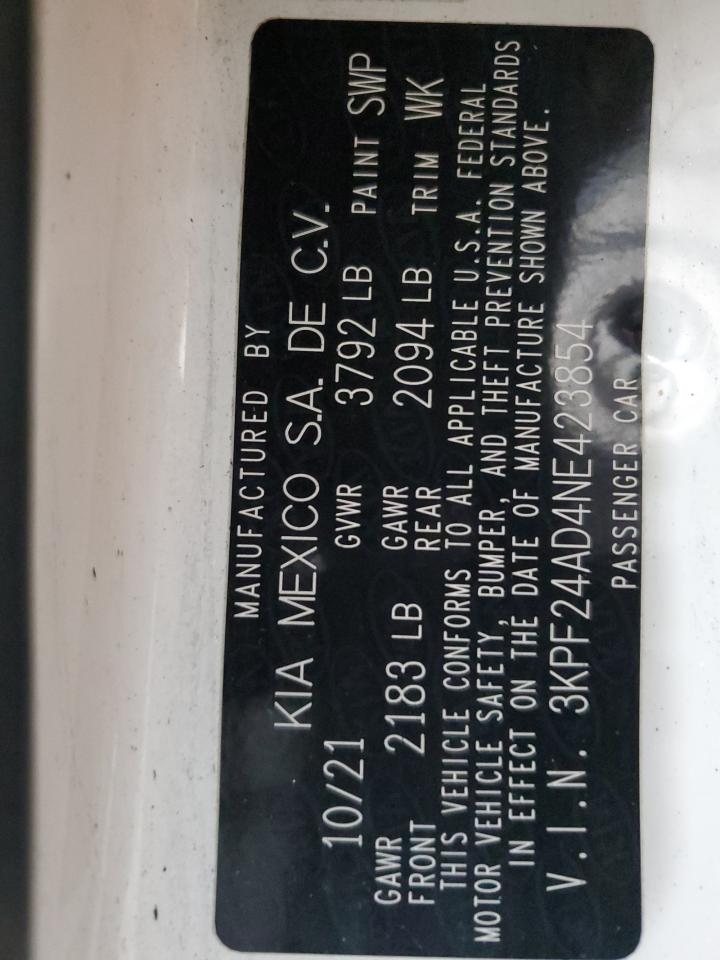 MANUFACTURED BY
KIA MEXICO S.A. DE C.V.
10/21 GVWR 3792 LB PAINT SWP
GAWR FRONT 2183 LB GAWR REAR 2094 LB TRIM WK
THIS VEHICLE CONFORMS TO ALL APPLICABLE U.S.A. FEDERAL
MOTOR VEHICLE SAFETY, BUMPER, AND THEFT PREVENTION STANDARDS
IN EFFECT ON THE DATE OF MANUFACTURE SHOWN ABOVE.
V.I.N. 3KPF24AD4NE423854
PASSENGER CAR